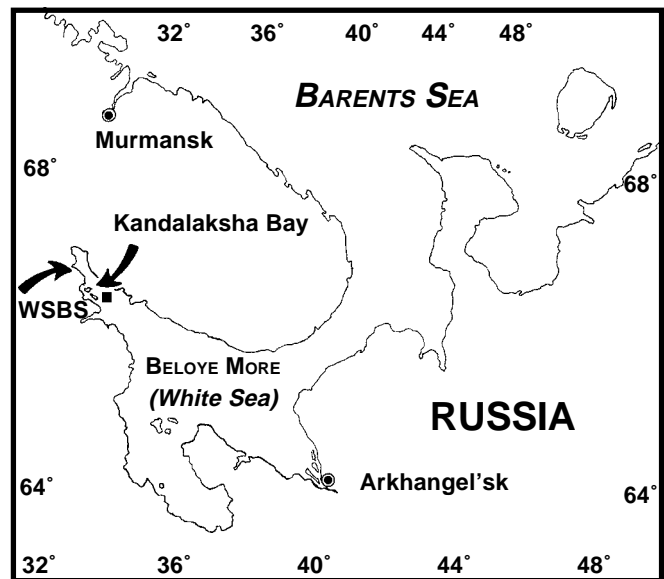 32° 36° 40° 44° 48°
BARENTS SEA
Murmansk
68° 68°
Kandalaksha Bay
WSBS
BELOYE MORE
(White Sea)
RUSSIA
Arkhangel'sk
64° 64°
32° 36° 40° 44° 48°